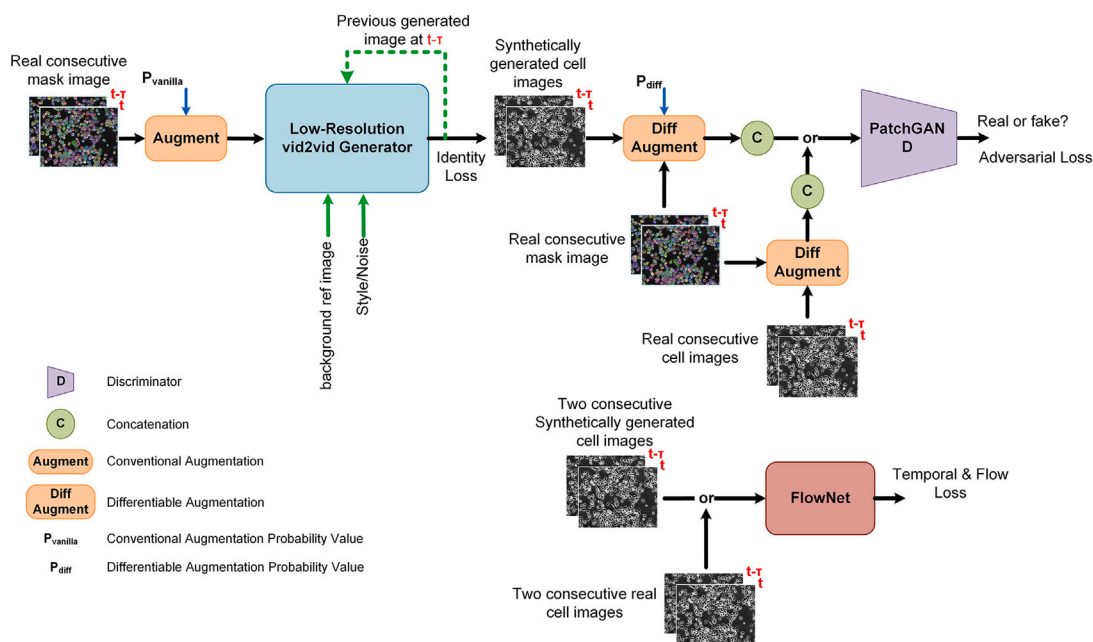 Previous generated
image at t-τ
Real consecutive
mask image
t-τ
t
Pvanilla
Augment
Low-Resolution
vid2vid Generator
Identity
Loss
background ref image
Style/Noise
Synthetically
generated cell
images
t-τ
t
Pdiff
Diff
Augment
C
or
PatchGAN
D
Real or fake?
Adversarial Loss
C
Real consecutive
mask image
t-τ
t
Diff
Augment
Real consecutive
cell images
t-τ
t
D
Discriminator
C
Concatenation
Augment
Conventional Augmentation
Diff
Augment
Differentiable Augmentation
Pvanilla
Conventional Augmentation Probability Value
Pdiff
Differentiable Augmentation Probability Value
Two consecutive
Synthetically generated
cell images
t-τ
t
or
FlowNet
Temporal & Flow
Loss
Two consecutive real
cell images
t-τ
t